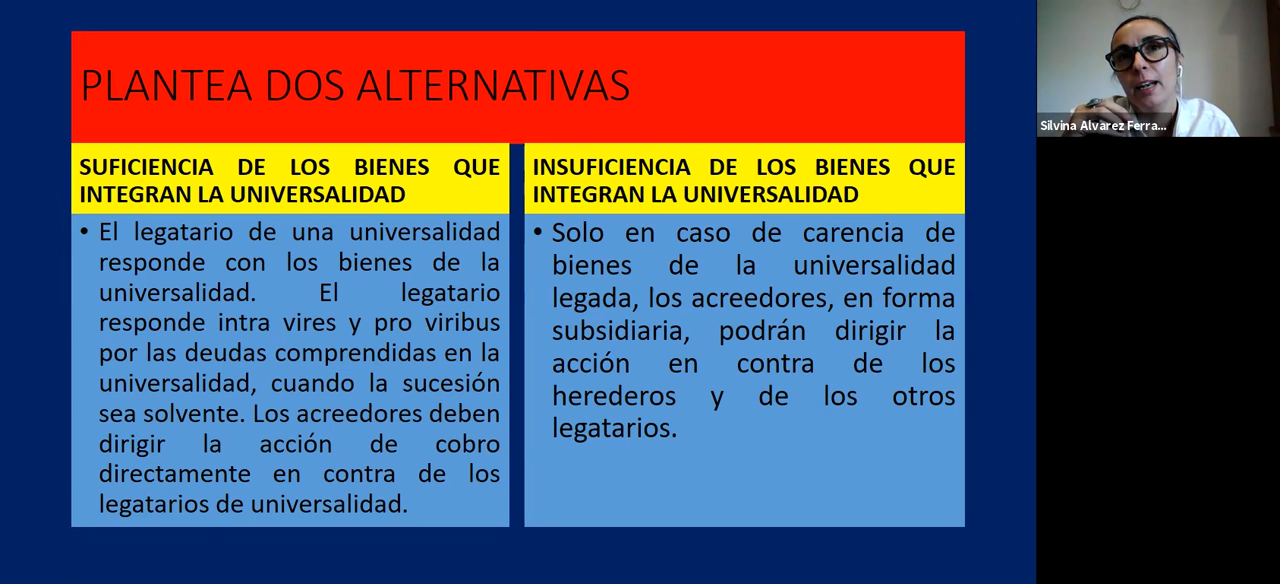 PLANTEA DOS ALTERNATIVAS
SUFICIENCIA DE LOS BIENES QUE
INTEGRAN LA UNIVERSALIDAD
• El legatario de una universalidad
responde con los bienes de la
universalidad. El legatario
responde intra vires y pro viribus
por las deudas comprendidas en la
universalidad, cuando la sucesión
sea solvente. Los acreedores deben
dirigir la acción de cobro
directamente en contra de los
legatarios de universalidad.
INSUFICIENCIA DE LOS BIENES QUE
INTEGRAN LA UNIVERSALIDAD
• Solo en caso de carencia de
bienes de la universalidad
legada, los acreedores, en forma
subsidiaria, podrán dirigir la
acción en contra de los
herederos y de los otros
legatarios.
Silvina Alvarez Ferra...